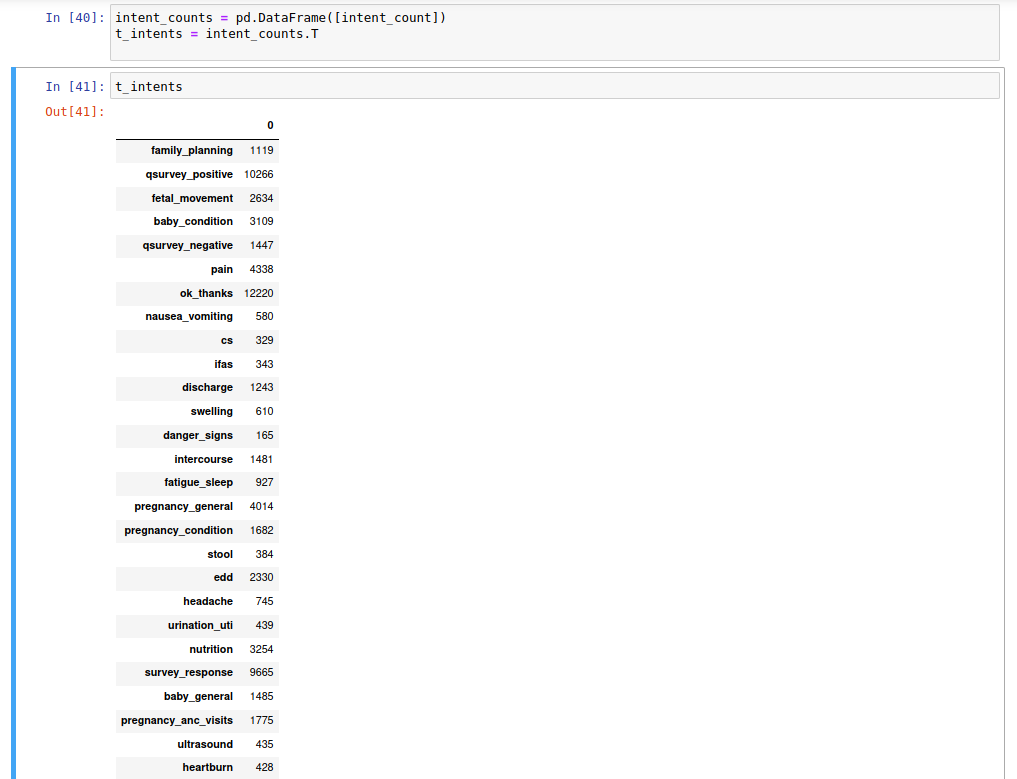 In [40]: intent_counts = pd.DataFrame([intent_count])
t_intents = intent_counts.T
In [41]: t_intents
Out[41]:
0
family_planning 1119
qsurvey_positive 10266
fetal_movement 2634
baby_condition 3109
qsurvey_negative 1447
pain 4338
ok_thanks 12220
nausea_vomiting 580
cs 329
ifas 343
discharge 1243
swelling 610
danger_signs 165
intercourse 1481
fatigue_sleep 927
pregnancy_general 4014
pregnancy_condition 1682
stool 384
edd 2330
headache 745
urination_uti 439
nutrition 3254
survey_response 9665
baby_general 1485
pregnancy_anc_visits 1775
ultrasound 435
heartburn 428